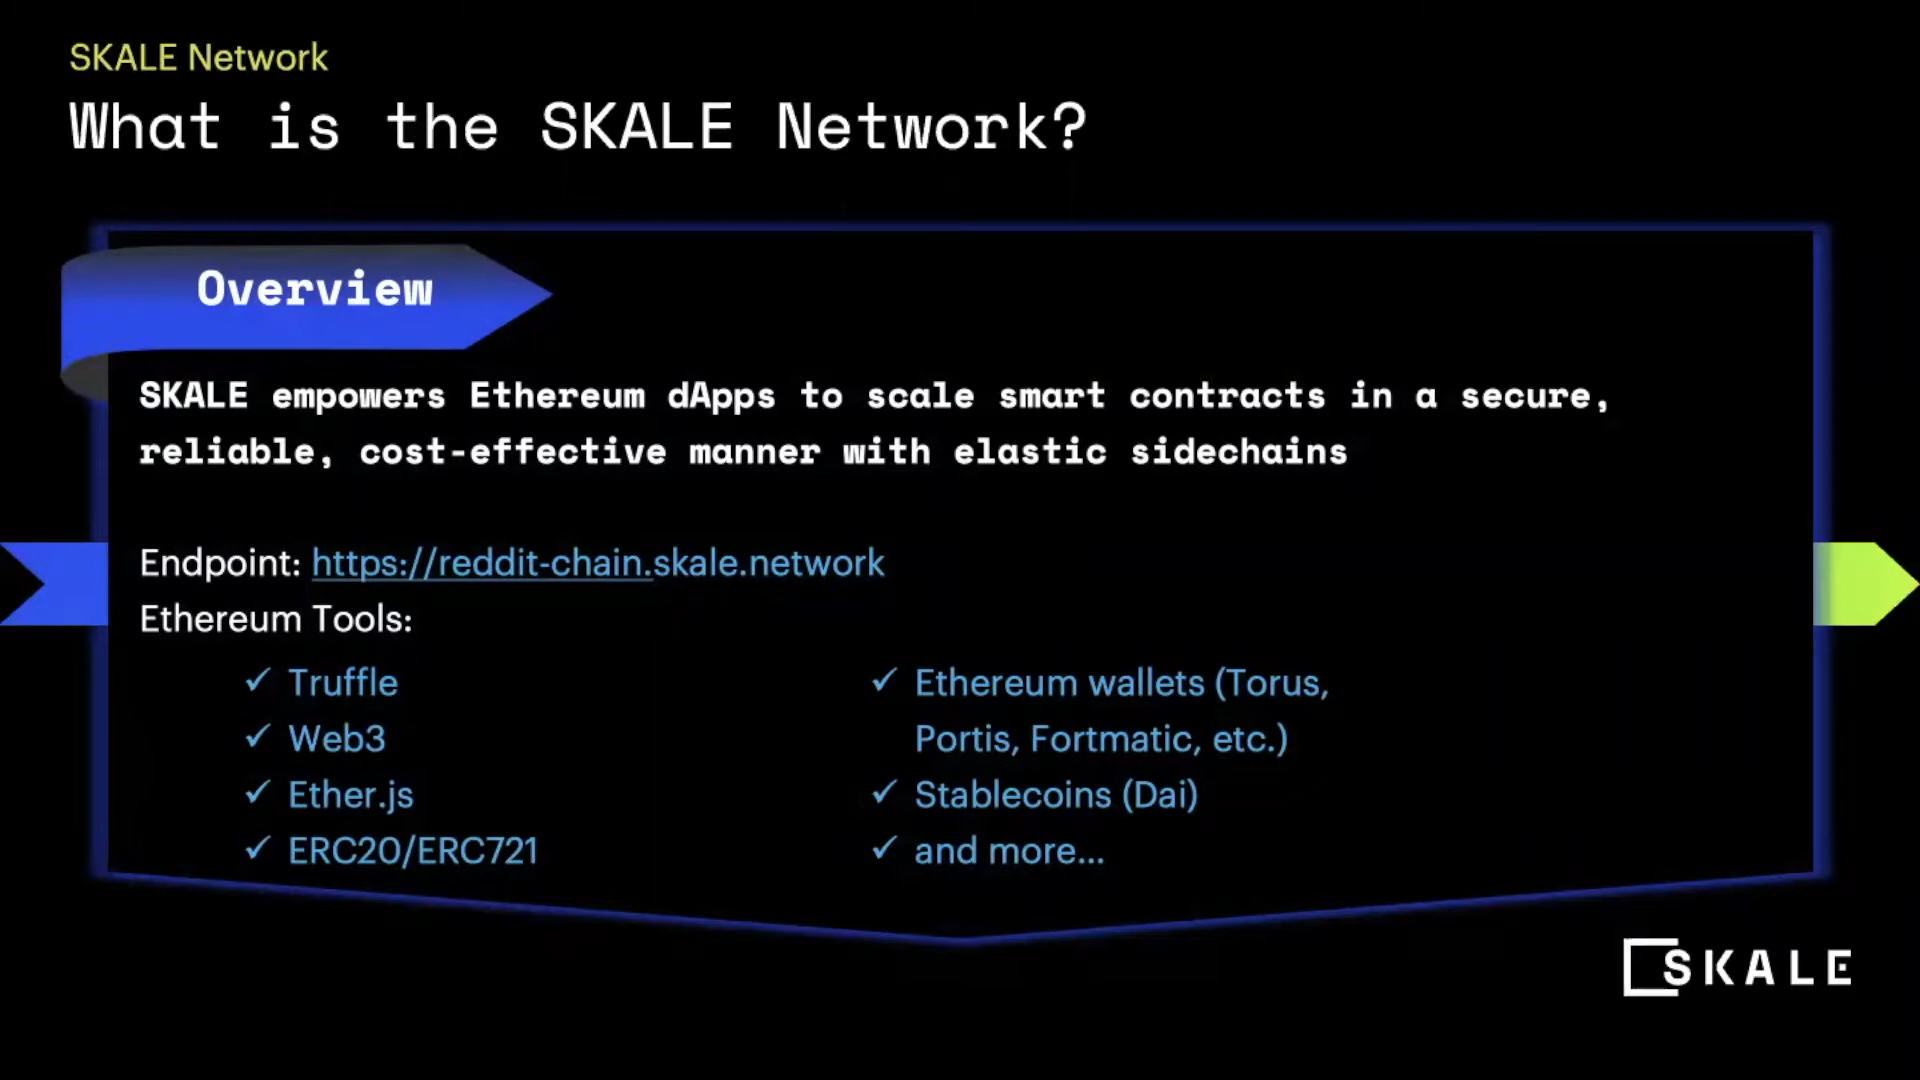 SKALE Network
What is the SKALE Network?
Overview
SKALE empowers Ethereum dApps to scale smart contracts in a secure,
reliable, cost-effective manner with elastic sidechains
Endpoint: https://reddit-chain.skale.network
Ethereum Tools:
✓ Truffle
✓ Web3
✓ Ether.js
✓ ERC20/ERC721
✓ Ethereum wallets (Torus,
Portis, Fortmatic, etc.)
✓ Stablecoins (Dai)
✓ and more...
SKALE